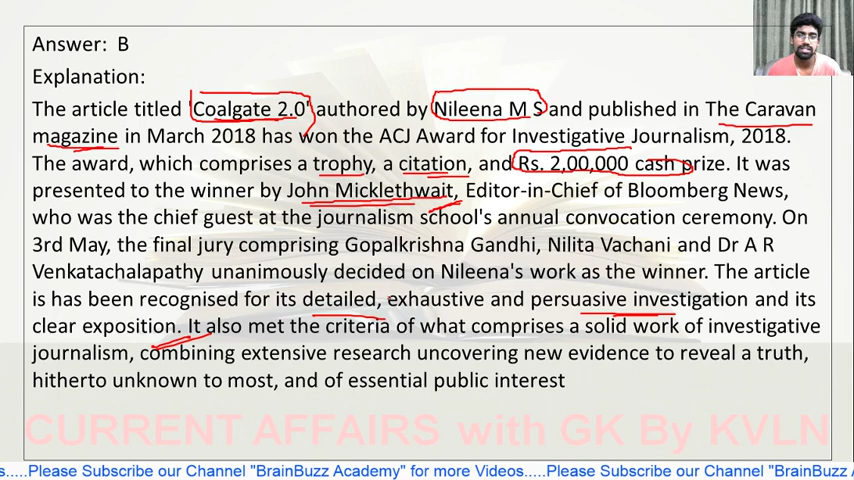 Answer: B
Explanation:
The article titled 'Coalgate 2.0' authored by Nileena M S and published in The Caravan
magazine in March 2018 has won the ACJ Award for Investigative Journalism, 2018.
The award, which comprises a trophy, a citation, and Rs. 2,00,000 cash prize. It was
presented to the winner by John Micklethwait, Editor-in-Chief of Bloomberg News,
who was the chief guest at the journalism school's annual convocation ceremony. On
3rd May, the final jury comprising Gopalkrishna Gandhi, Nilita Vachani and Dr A R
Venkatachalapathy unanimously decided on Nileena's work as the winner. The article
is has been recognised for its detailed, exhaustive and persuasive investigation and its
clear exposition. It also met the criteria of what comprises a solid work of investigative
journalism, combining extensive research uncovering new evidence to reveal a truth,
hitherto unknown to most, and of essential public interest
CURRENT AFFAIRS with GK By KVLN
s.....Please Subscribe our Channel "BrainBuzz Academy" for more Videos.....Please Subscribe our Channel "BrainBuzz A